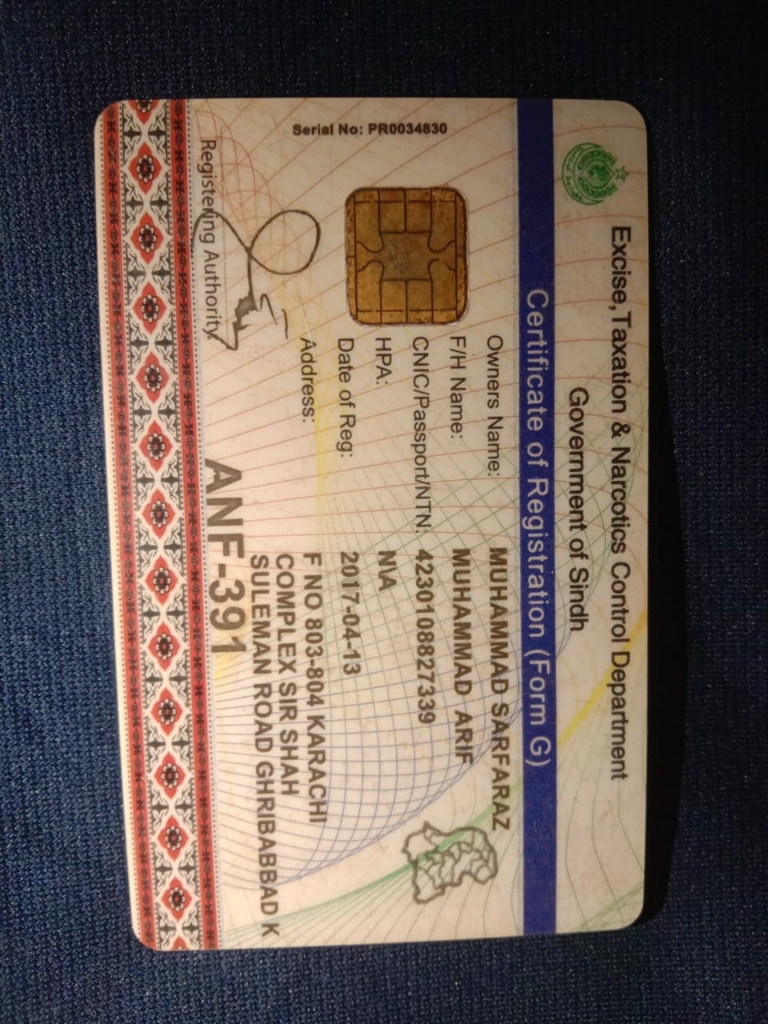 Excise,Taxation & Narcotics Control Department
Government of Sindh
Certificate of Registration (Form G)
Serial No: PR0034830
Owners Name: MUHAMMAD SARFARAZ
F/H Name: MUHAMMAD ARIF
CNIC/Passport/NTN: 4230108827339
HPA: N\A
Date of Reg: 2017-04-13
Address: F NO 803-804 KARACHI
COMPLEX SIR SHAH
SULEMAN ROAD GHRIBABBAD K
ANF-391
Registering Authority